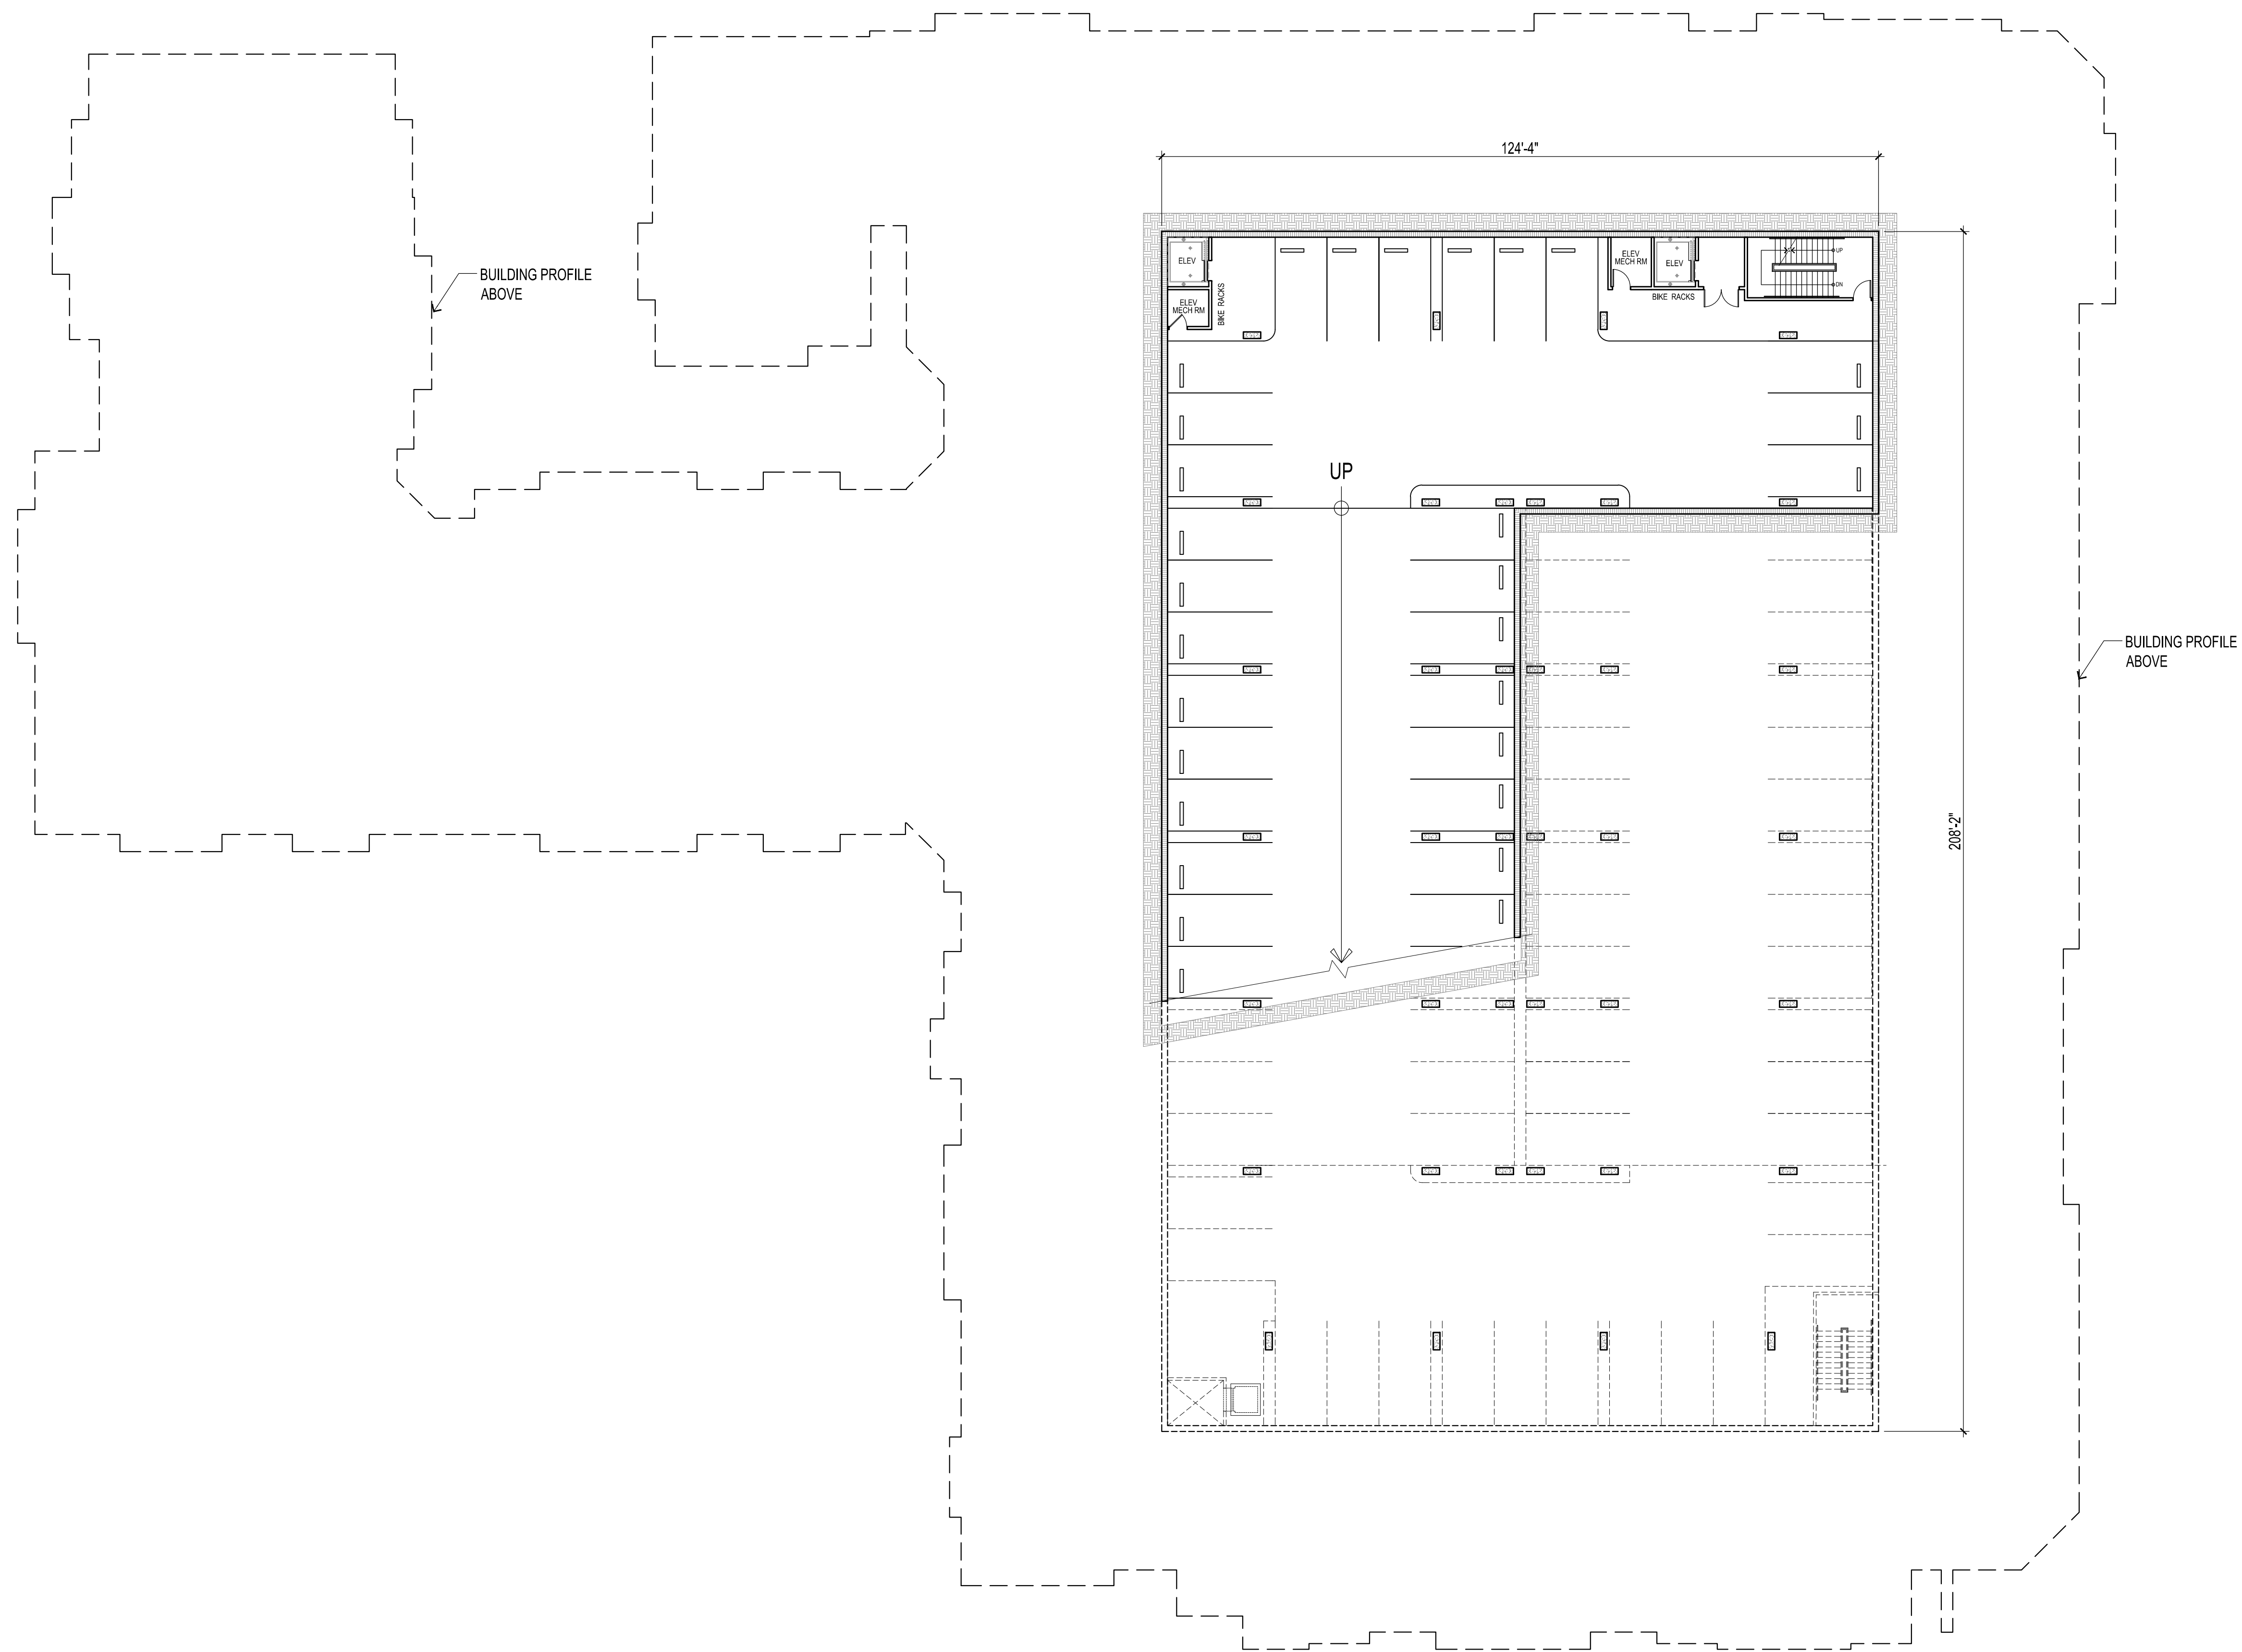 124'-4"
ELEV
ELEV
MECH RM
BIKE RACKS
ELEV
MECH RM
ELEV
BIKE RACKS
UP
DN
BUILDING PROFILE
ABOVE
UP
BUILDING PROFILE
ABOVE
208'-2"